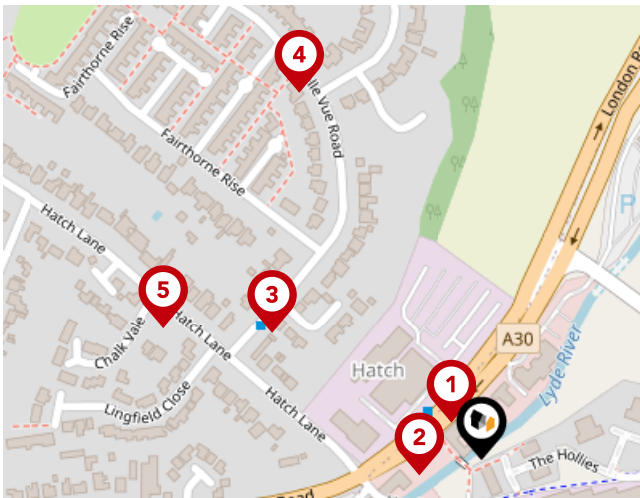 4
Fairthorne Rise
lle Vue Road
London R
Fairthorne Rise
P
Hatch Lane
5
3
Chalk Vale
Hatch Lane
A30
Lyde River
Hatch
1
Lingfield Close
Hatch Lane
2
The Hollies
Road